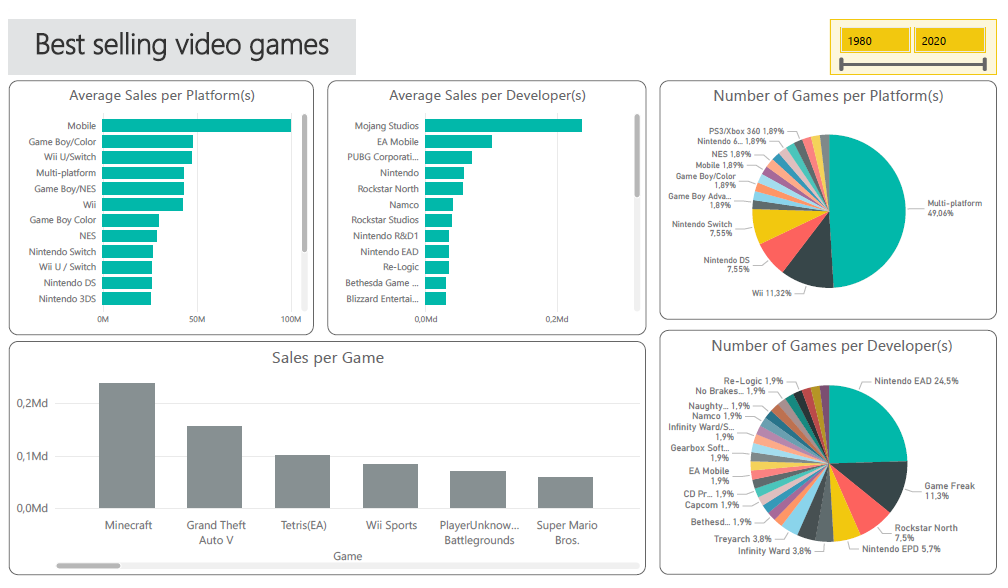 Best selling video games
1980
2020
Average Sales per Platform(s)
Mobile
Game Boy/Color
Wii U/Switch
Multi-platform
Game Boy/NES
Wii
Game Boy Color
NES
Nintendo Switch
Wii U / Switch
Nintendo DS
Nintendo 3DS
0M
50M
100M
Average Sales per Developer(s)
Mojang Studios
EA Mobile
PUBG Corporati...
Nintendo
Rockstar North
Namco
Rockstar Studios
Nintendo R&D1
Nintendo EAD
Re-Logic
Bethesda Game ...
Blizzard Entertai...
0,0Md
0,2Md
Number of Games per Platform(s)
PS3/Xbox 360 1,89%
Nintendo 6... 1,89%
NES 1,89%
Mobile 1,89%
Game Boy/Color
1,89%
Game Boy Adva...
1,89%
Nintendo Switch
7,55%
Nintendo DS
7,55%
Wii 11,32%
Multi-platform
49,06%
Sales per Game
0,2Md
0,1Md
0,0Md
Minecraft
Grand Theft
Auto V
Tetris(EA)
Wii Sports
PlayerUnknow...
Battlegrounds
Super Mario
Bros.
Game
Number of Games per Developer(s)
Re-Logic 1,9%
No Brakes... 1,9%
Naughty... 1,9%
Namco 1,9%
Infinity Ward/S...
1,9%
Gearbox Soft...
1,9%
EA Mobile
1,9%
CD Pr... 1,9%
Capcom 1,9%
Bethesd... 1,9%
Treyarch 3,8%
Infinity Ward 3,8%
Nintendo EPD 5,7%
Rockstar North
7,5%
Game Freak
11,3%
Nintendo EAD 24,5%